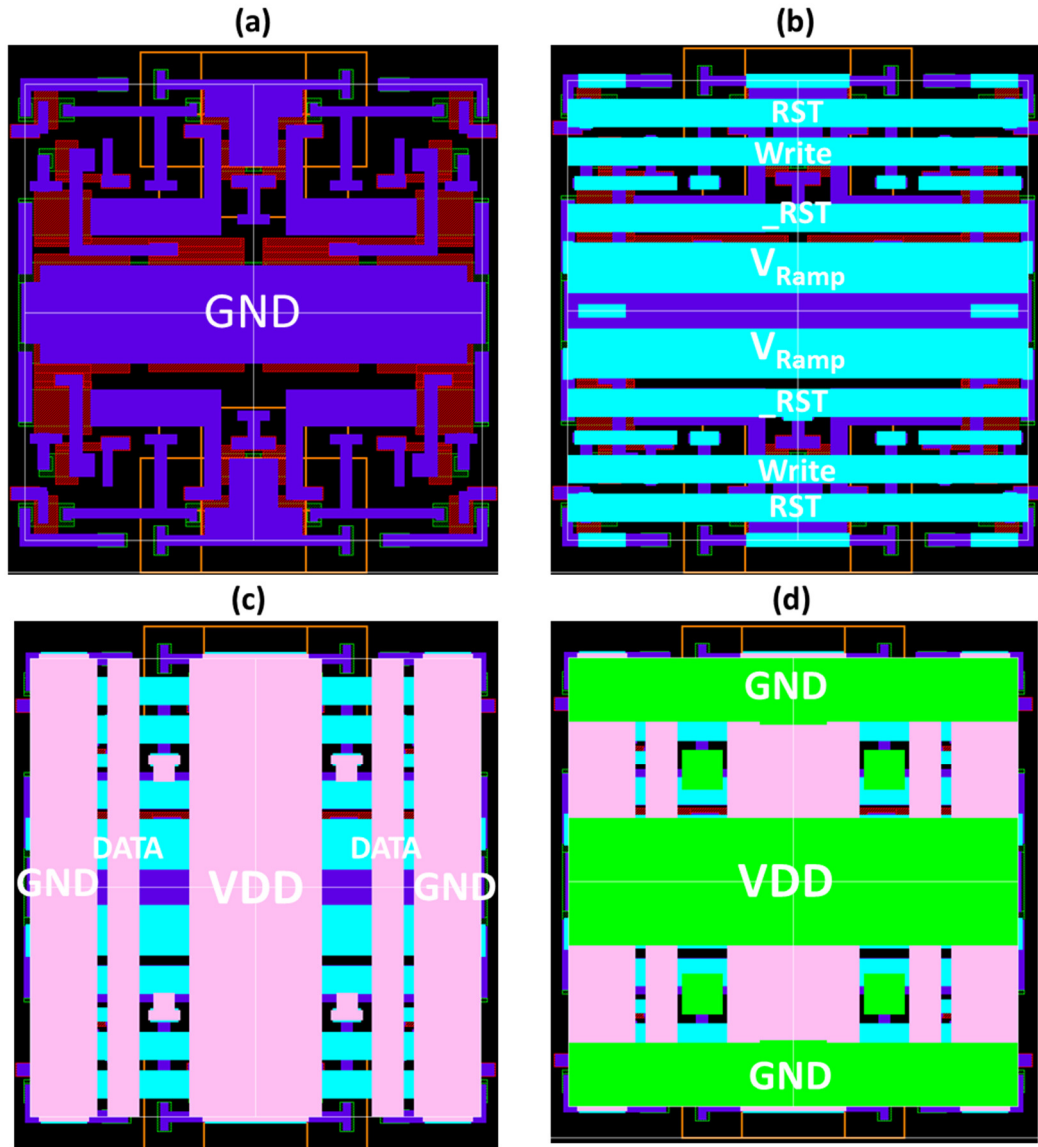 (a)
(b)
GND
RST
Write
_RST
VRamp
VRamp
_RST
Write
RST
(c)
(d)
DATA
DATA
GND
VDD
GND
GND
VDD
GND